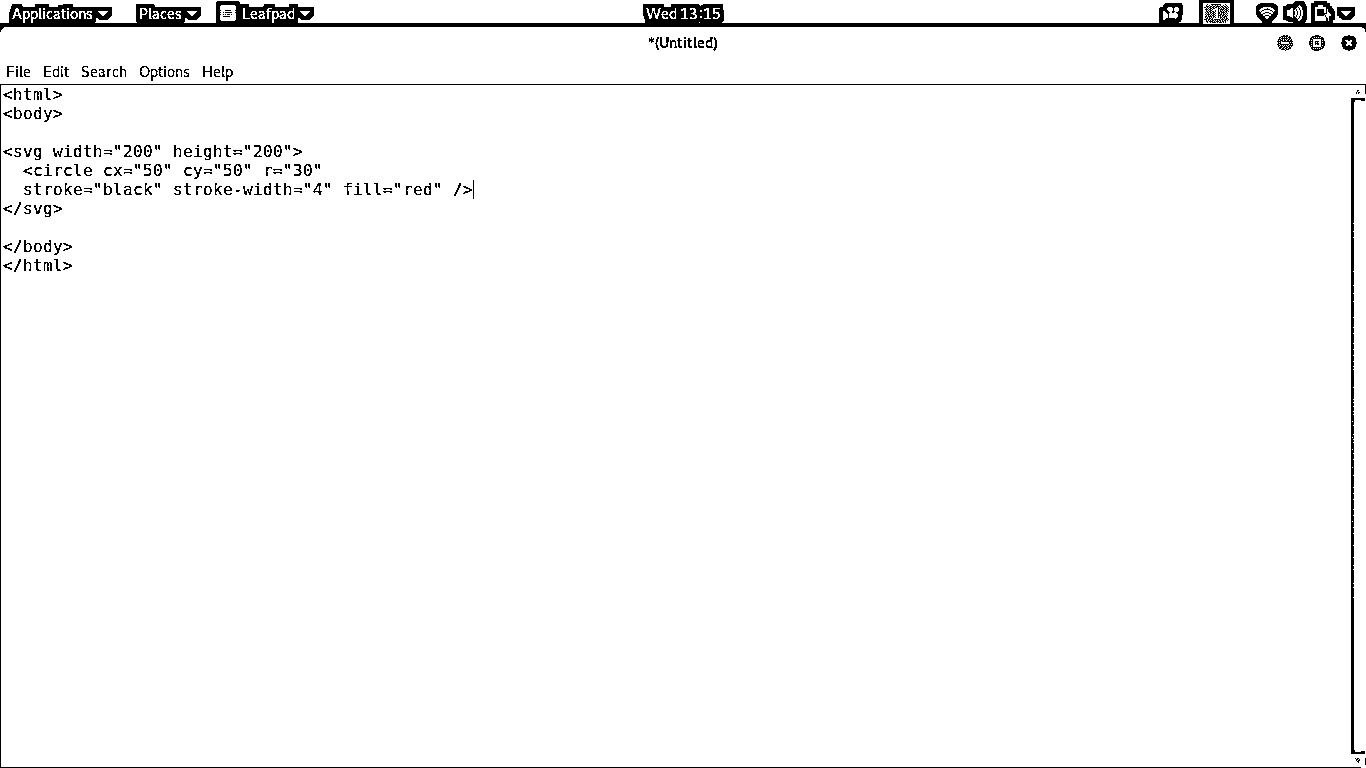 Applications Places Leafpad Wed 13:15
*(Untitled)
File Edit Search Options Help
<html>
<body>

<svg width="200" height="200">
  <circle cx="50" cy="50" r="30"
  stroke="black" stroke-width="4" fill="red" />
</svg>

</body>
</html>